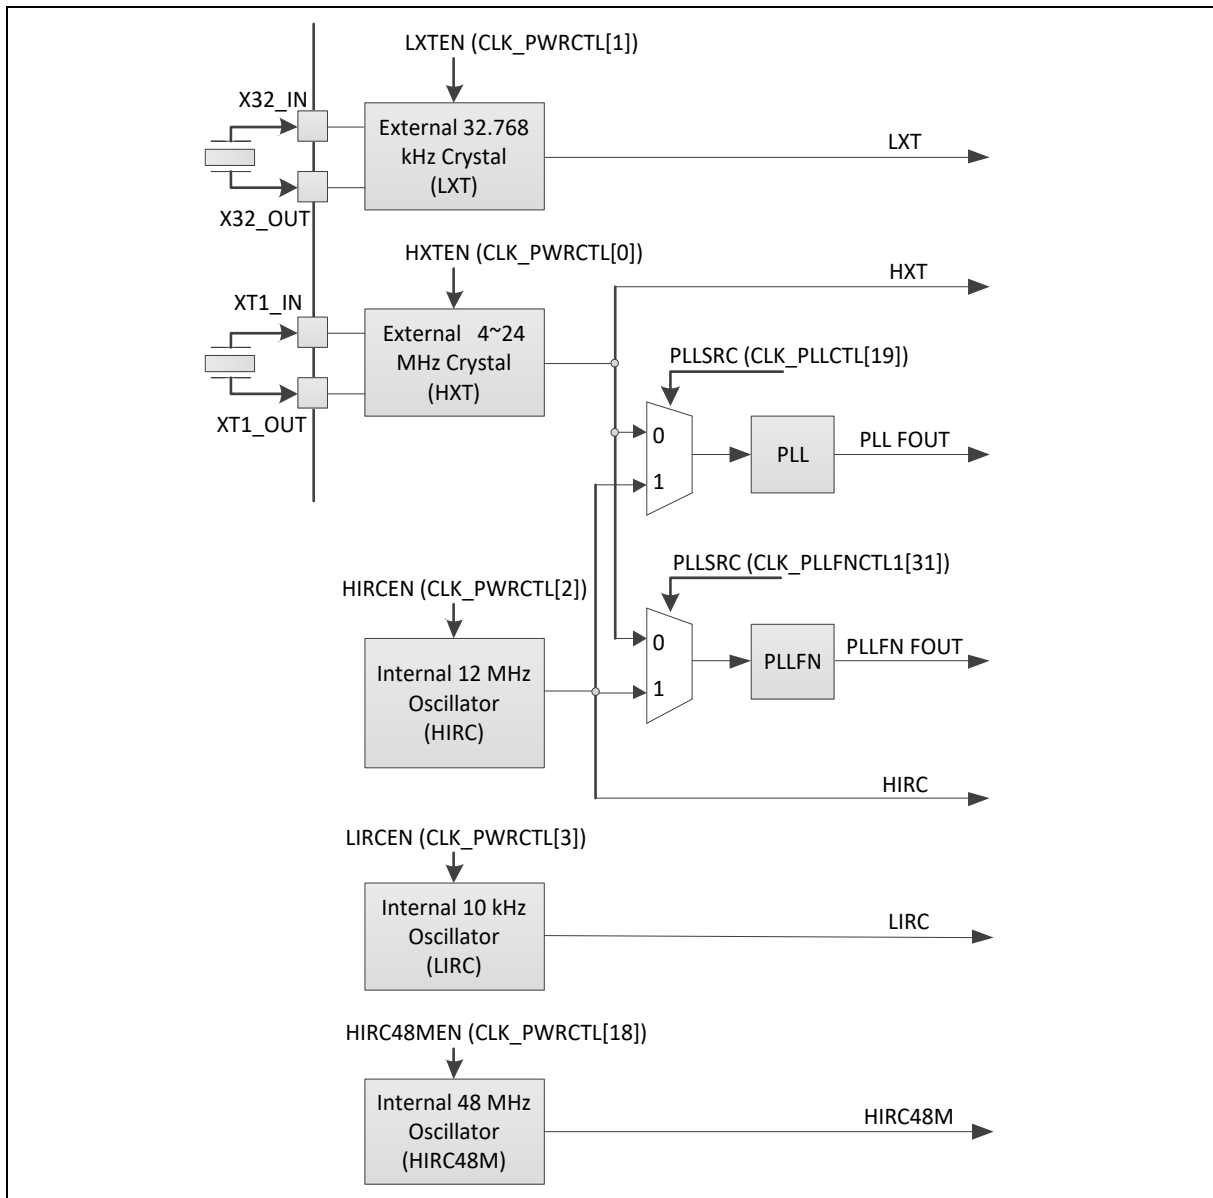 LXTEN (CLK_PWRCTL[1])
X32_IN
External 32.768
kHz Crystal
(LXT)
LXT
X32_OUT
HXTEN (CLK_PWRCTL[0])
HXT
XT1_IN
External 4~24
MHz Crystal
(HXT)
XT1_OUT
PLLSRC (CLK_PLLCTL[19])
0
1
PLL
PLL FOUT
PLLSRC (CLK_PLLFNCTL1[31])
0
1
PLLFN
PLLFN FOUT
HIRCEN (CLK_PWRCTL[2])
Internal 12 MHz
Oscillator
(HIRC)
HIRC
LIRCEN (CLK_PWRCTL[3])
Internal 10 kHz
Oscillator
(LIRC)
LIRC
HIRC48MEN (CLK_PWRCTL[18])
Internal 48 MHz
Oscillator
(HIRC48M)
HIRC48M